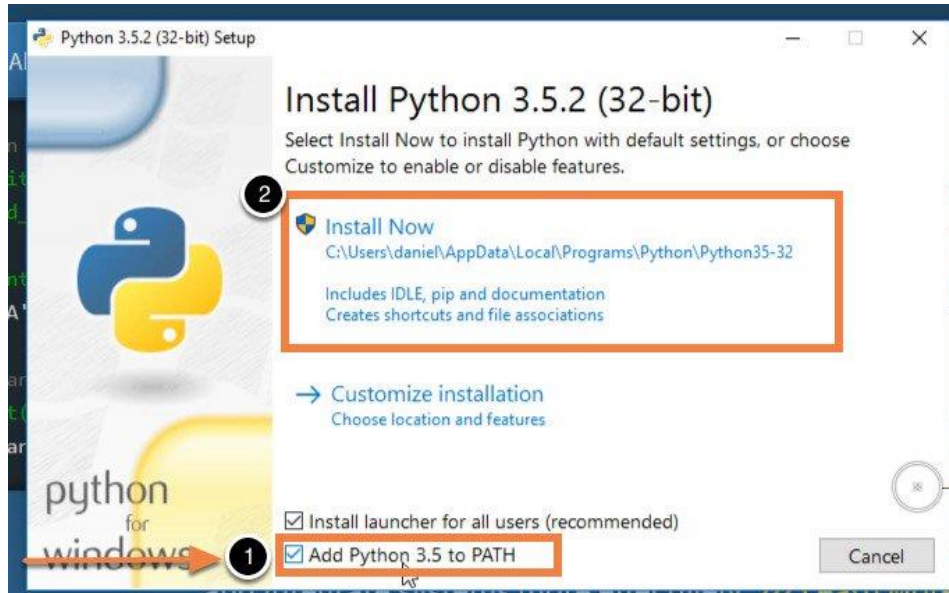 Python 3.5.2 (32-bit) Setup
Install Python 3.5.2 (32-bit)
Select Install Now to install Python with default settings, or choose
Customize to enable or disable features.
2
Install Now
C:\Users\daniel\AppData\Local\Programs\Python\Python35-32
Includes IDLE, pip and documentation
Creates shortcuts and file associations
Customize installation
Choose location and features
python
for
windows
Install launcher for all users (recommended)
1
Add Python 3.5 to PATH
Cancel